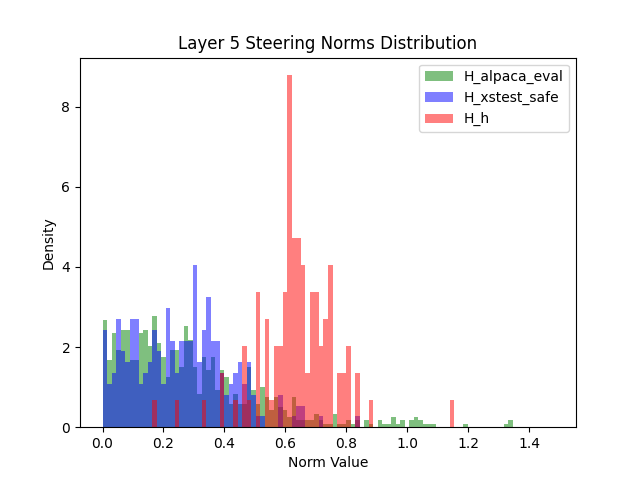 Layer 5 Steering Norms Distribution
H_alpaca_eval
H_xstest_safe
H_h
Density
8
6
4
2
0
0.0 0.2 0.4 0.6 0.8 1.0 1.2 1.4
Norm Value